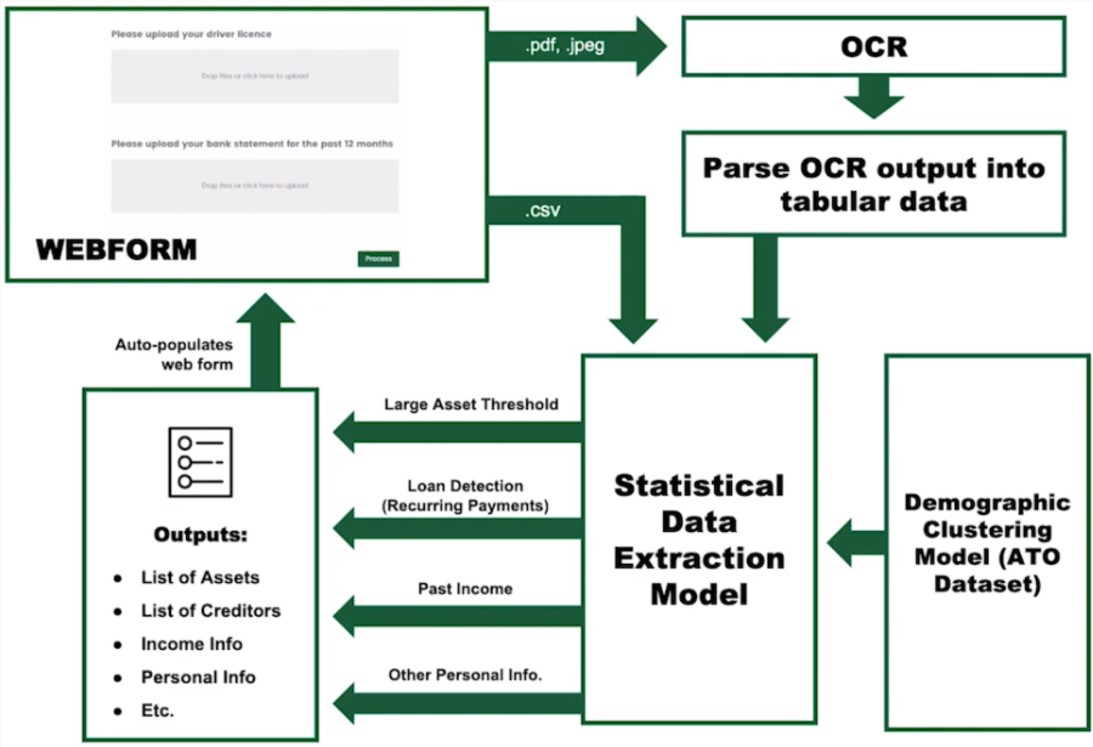 Please upload your driver licence
Drop files or click here to upload
Please upload your bank statement for the past 12 months
Drop files or click here to upload
WEBFORM
Process
.pdf, .jpeg
OCR
Parse OCR output into
tabular data
.CSV
Auto-populates
web form
Outputs:
● List of Assets
● List of Creditors
● Income Info
● Personal Info
● Etc.
Large Asset Threshold
Loan Detection
(Recurring Payments)
Past Income
Other Personal Info.
Statistical
Data
Extraction
Model
Demographic
Clustering
Model (ATO
Dataset)